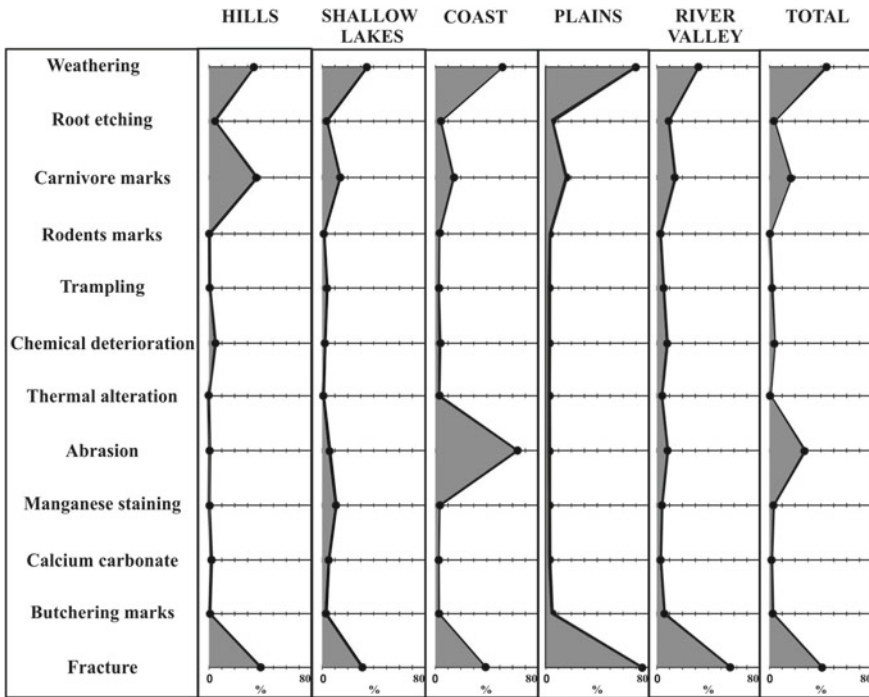 HILLS SHALLOW LAKES COAST PLAINS RIVER VALLEY TOTAL
Weathering
Root etching
Carnivore marks
Rodents marks
Trampling
Chemical deterioration
Thermal alteration
Abrasion
Manganese staining
Calcium carbonate
Butchering marks
Fracture
0 80 0 80 0 80 0 80 0 80 0 80
% % % % % %